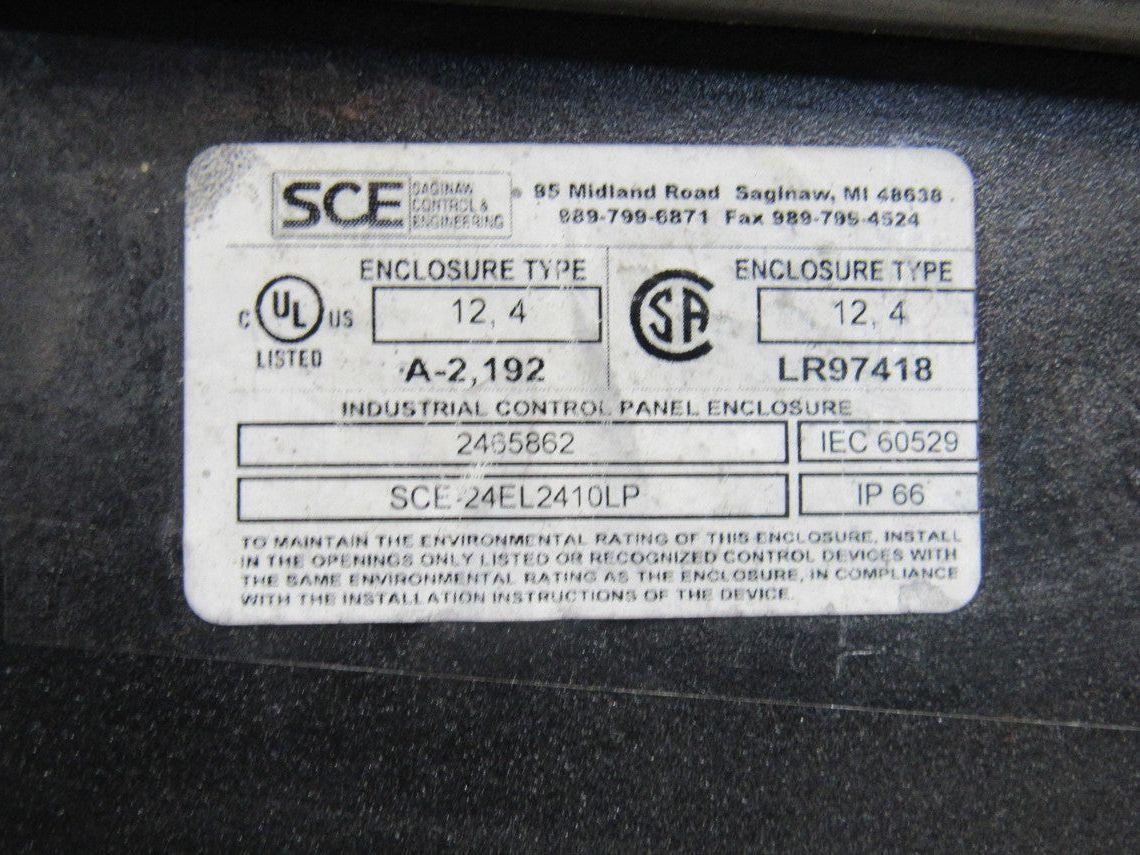 SCE SAGINAW CONTROL & ENGINEERING
95 Midland Road Saginaw, MI 48638
989-799-6871 Fax 989-799-4524
ENCLOSURE TYPE
12, 4
C UL US
LISTED
A-2,192
ENCLOSURE TYPE
12, 4
SA
LR97418
INDUSTRIAL CONTROL PANEL ENCLOSURE
2465862
IEC 60529
SCE-24EL2410LP
IP 66
TO MAINTAIN THE ENVIRONMENTAL RATING OF THIS ENCLOSURE, INSTALL
IN THE OPENINGS ONLY LISTED OR RECOGNIZED CONTROL DEVICES WITH
THE SAME ENVIRONMENTAL RATING AS THE ENCLOSURE, IN COMPLIANCE
WITH THE INSTALLATION INSTRUCTIONS OF THE DEVICE.